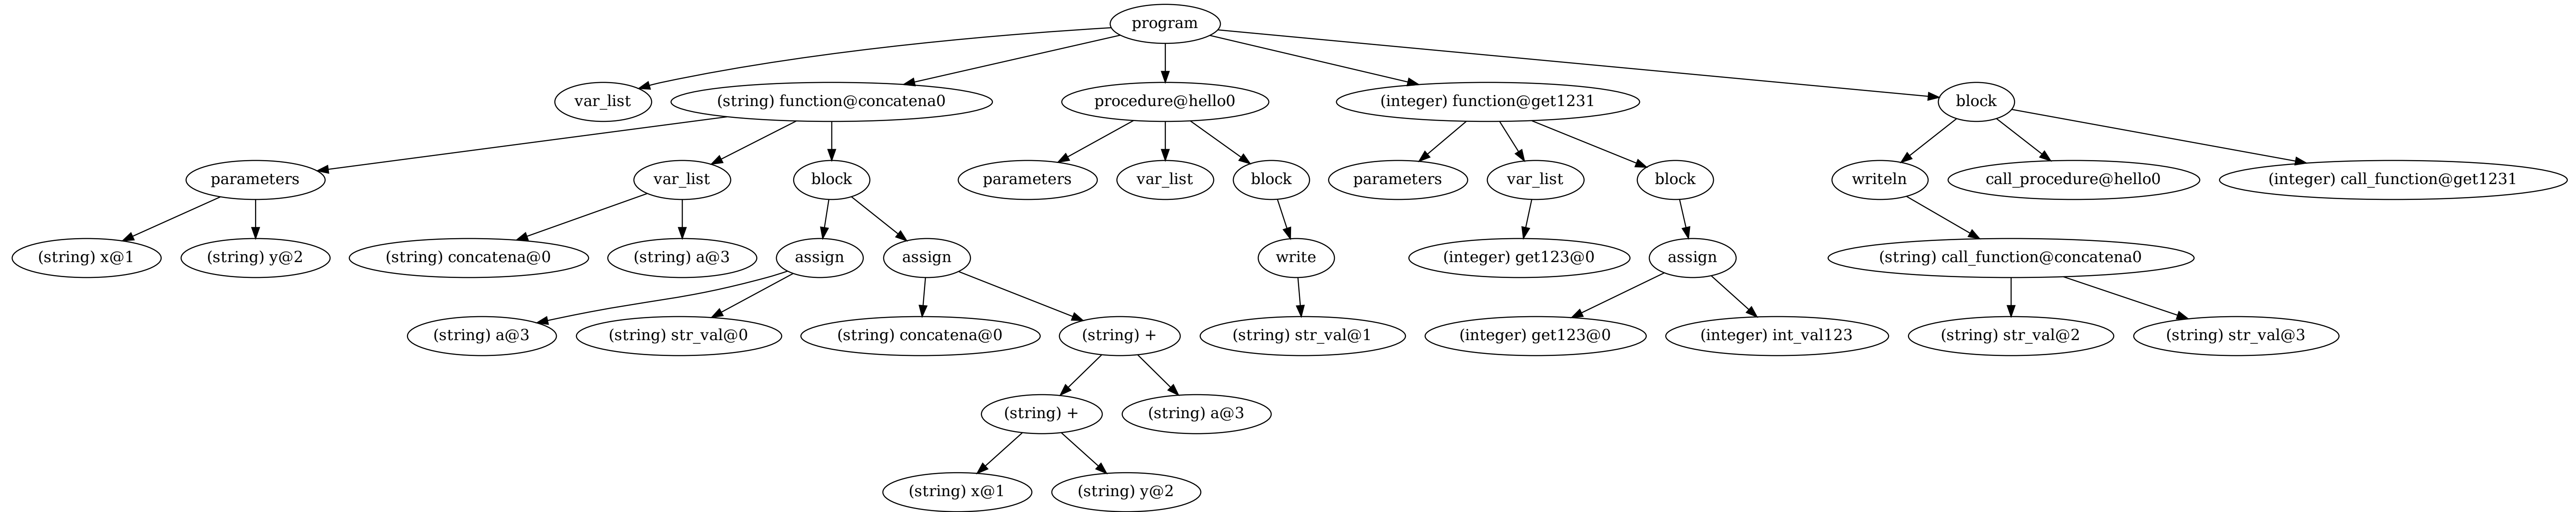 program
var_list
(string) function@concatena0
procedure@hello0
(integer) function@get1231
block
parameters
var_list
block
parameters
var_list
block
parameters
var_list
block
writeln
call_procedure@hello0
(integer) call_function@get1231
(string) x@1
(string) y@2
(string) concatena@0
(string) a@3
assign
assign
write
(integer) get123@0
assign
(string) call_function@concatena0
(string) a@3
(string) str_val@0
(string) concatena@0
(string) +
(string) str_val@1
(integer) get123@0
(integer) int_val123
(string) str_val@2
(string) str_val@3
(string) +
(string) a@3
(string) x@1
(string) y@2